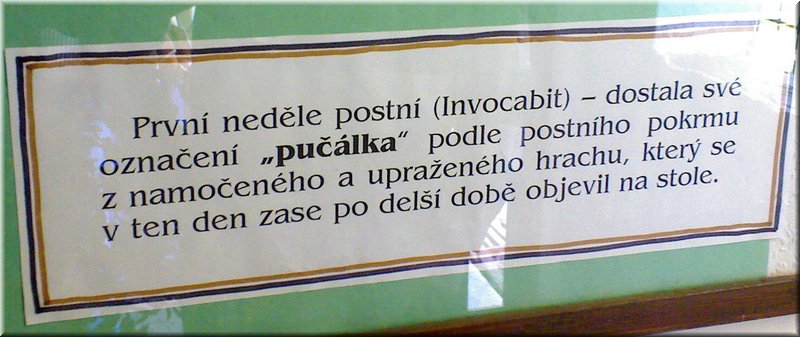 První neděle postní (Invocabit) – dostala své
označení „pučálka“ podle postního pokrmu
z namočeného a upraženého hrachu, který se
v ten den zase po delší době objevil na stole.